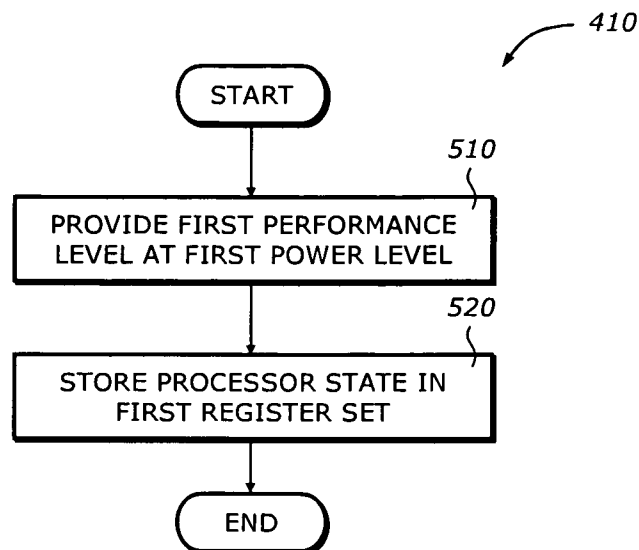 410
START
510
PROVIDE FIRST PERFORMANCE
LEVEL AT FIRST POWER LEVEL
520
STORE PROCESSOR STATE IN
FIRST REGISTER SET
END